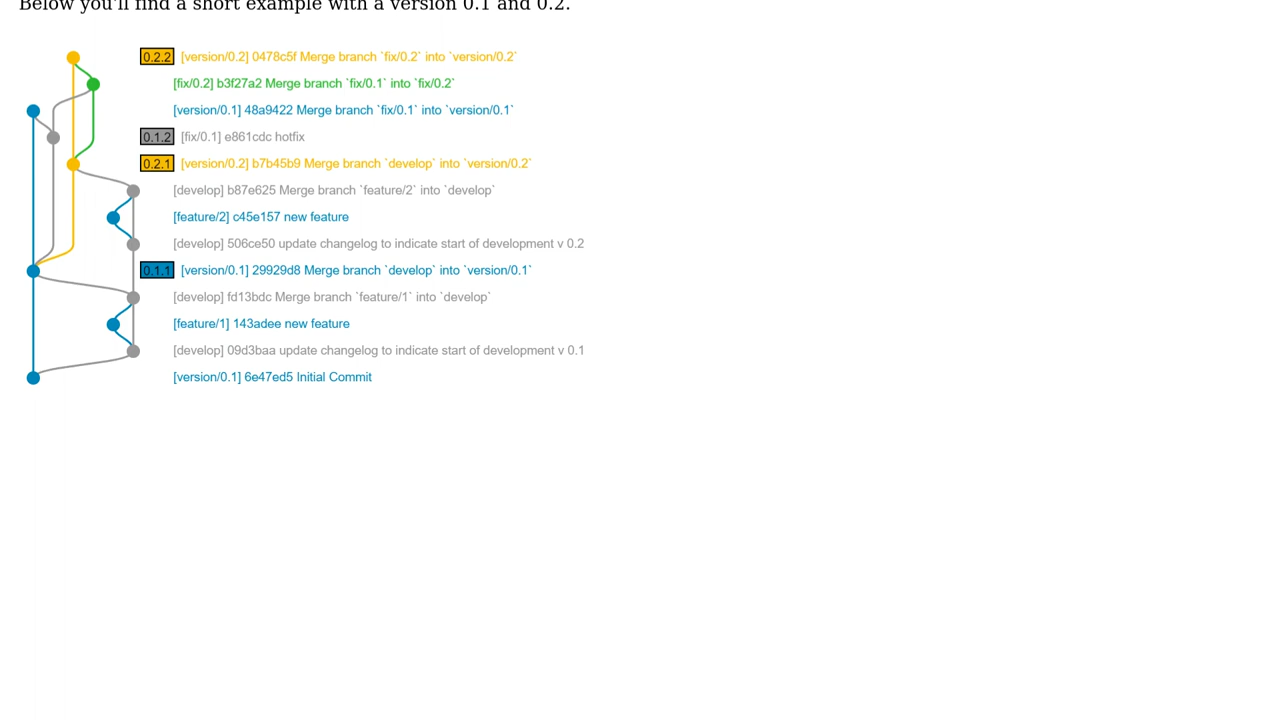 Below you'll find a short example with a version 0.1 and 0.2.
0.2.2 [version/0.2] 0478c5f Merge branch `fix/0.2` into `version/0.2`
[fix/0.2] b3f27a2 Merge branch `fix/0.1` into `fix/0.2`
[version/0.1] 48a9422 Merge branch `fix/0.1` into `version/0.1`
0.1.2 [fix/0.1] e861cdc hotfix
0.2.1 [version/0.2] b7b45b9 Merge branch `develop` into `version/0.2`
[develop] b87e625 Merge branch `feature/2` into `develop`
[feature/2] c45e157 new feature
[develop] 506ce50 update changelog to indicate start of development v 0.2
0.1.1 [version/0.1] 29929d8 Merge branch `develop` into `version/0.1`
[develop] fd13bdc Merge branch `feature/1` into `develop`
[feature/1] 143adee new feature
[develop] 09d3baa update changelog to indicate start of development v 0.1
[version/0.1] 6e47ed5 Initial Commit